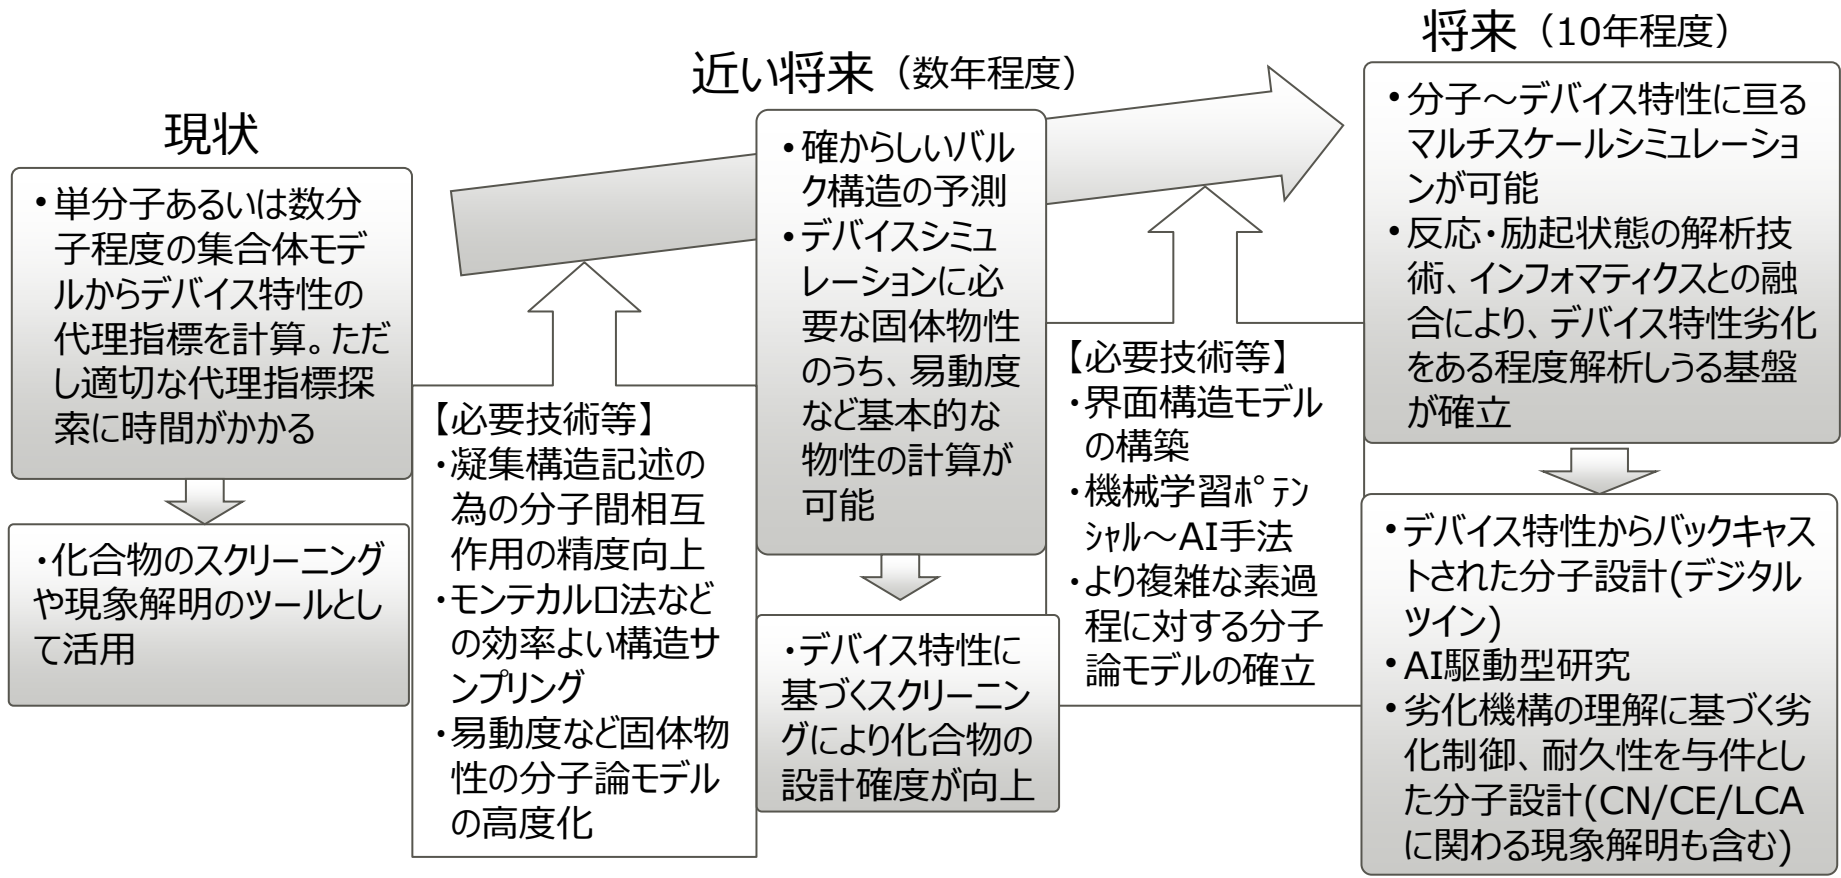 現状
・単分子あるいは数分
子程度の集合体モデ
ルからデバイス特性の
代理指標を計算。ただ
し適切な代理指標探
索に時間がかかる
・化合物のスクリーニング
や現象解明のツールとし
て活用
【必要技術等】
・凝集構造記述の
為の分子間相互
作用の精度向上
・モンテカルロ法など
の効率よい構造サ
ンプリング
・易動度など固体物
性の分子論モデル
の高度化
近い将来（数年程度）
・確からしいバル
ク構造の予測
・デバイスシミュ
レーションに必
要な固体物性
のうち、易動度
など基本的な
物性の計算が
可能
・デバイス特性に
基づくスクリーニン
グにより化合物の
設計確度が向上
【必要技術等】
・界面構造モデル
の構築
・機械学習ﾎﾟﾃﾝ
ｼｬﾙ～AI手法
・より複雑な素過
程に対する分子
論モデルの確立
将来（10年程度）
・分子～デバイス特性に亘る
マルチスケールシミュレーショ
ンが可能
・反応・励起状態の解析技
術、インフォマティクスとの融
合により、デバイス特性劣化
をある程度解析しうる基盤
が確立
・デバイス特性からバックキャス
トされた分子設計(デジタル
ツイン)
・AI駆動型研究
・劣化機構の理解に基づく劣
化制御、耐久性を与件とし
た分子設計(CN/CE/LCA
に関わる現象解明も含む)